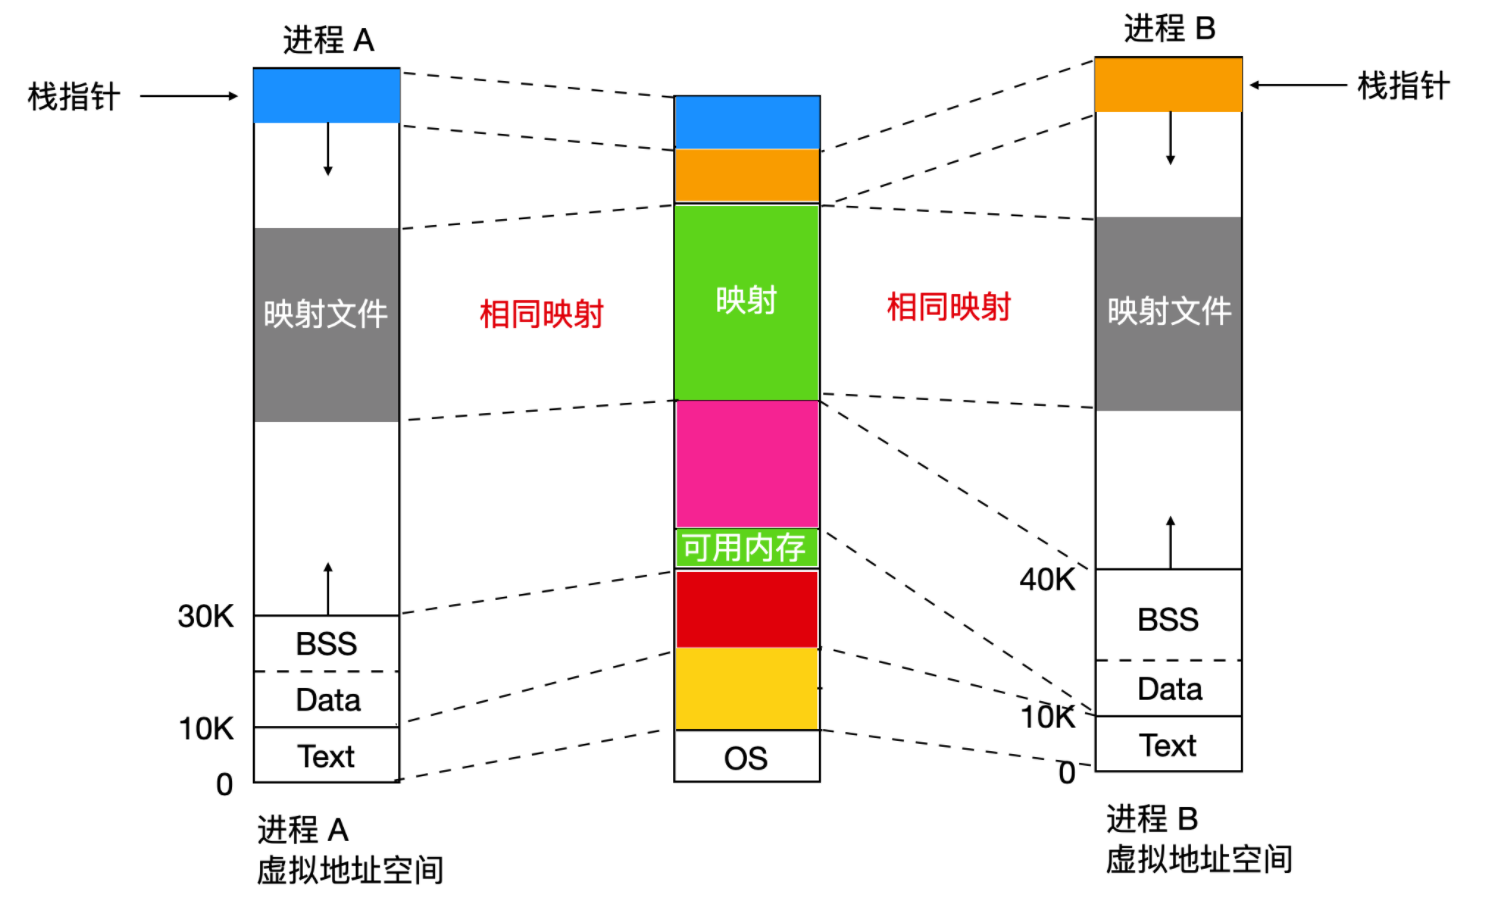 进程 A
进程 B
栈指针
栈指针
映射文件
相同映射
映射
相同映射
映射文件
可用内存
30K
BSS
Data
10K
Text
0
OS
40K
BSS
Data
10K
Text
0
进程 A
虚拟地址空间
进程 B
虚拟地址空间